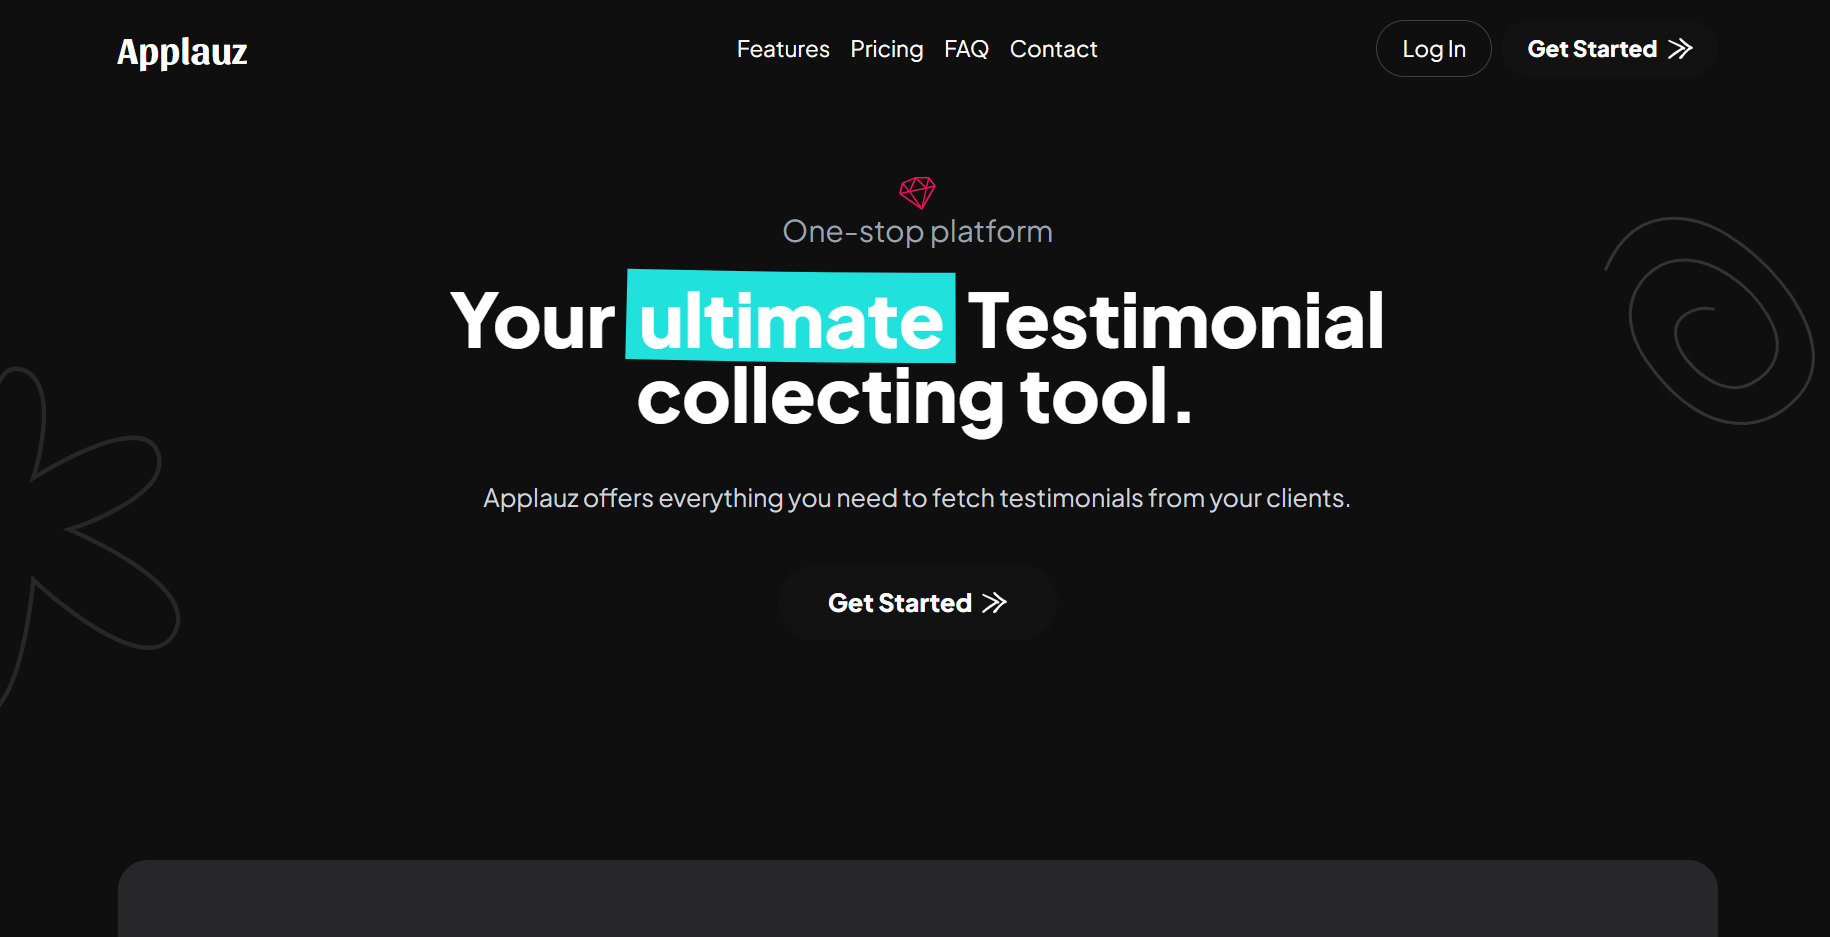 Applauz
Features Pricing FAQ Contact
Log In
Get Started
One-stop platform
Your ultimate Testimonial
collecting tool.
Applauz offers everything you need to fetch testimonials from your clients.
Get Started